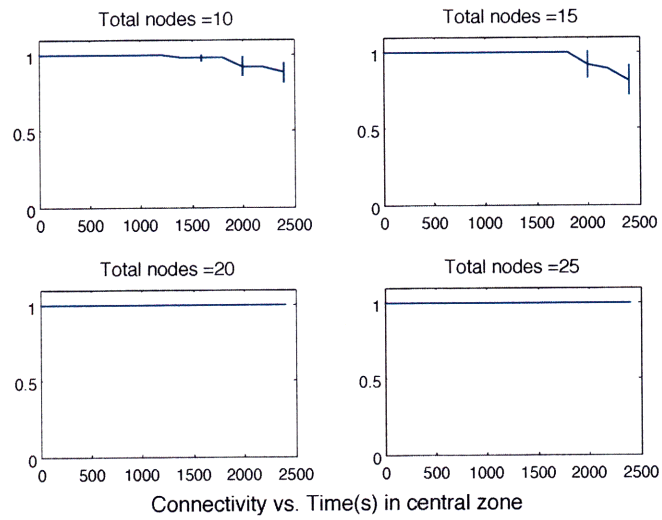 Total nodes =10
1
0.5
0
0 500 1000 1500 2000 2500
Total nodes =15
1
0.5
0
0 500 1000 1500 2000 2500
Total nodes =20
1
0.5
0
0 500 1000 1500 2000 2500
Total nodes =25
1
0.5
0
0 500 1000 1500 2000 2500
Connectivity vs. Time(s) in central zone